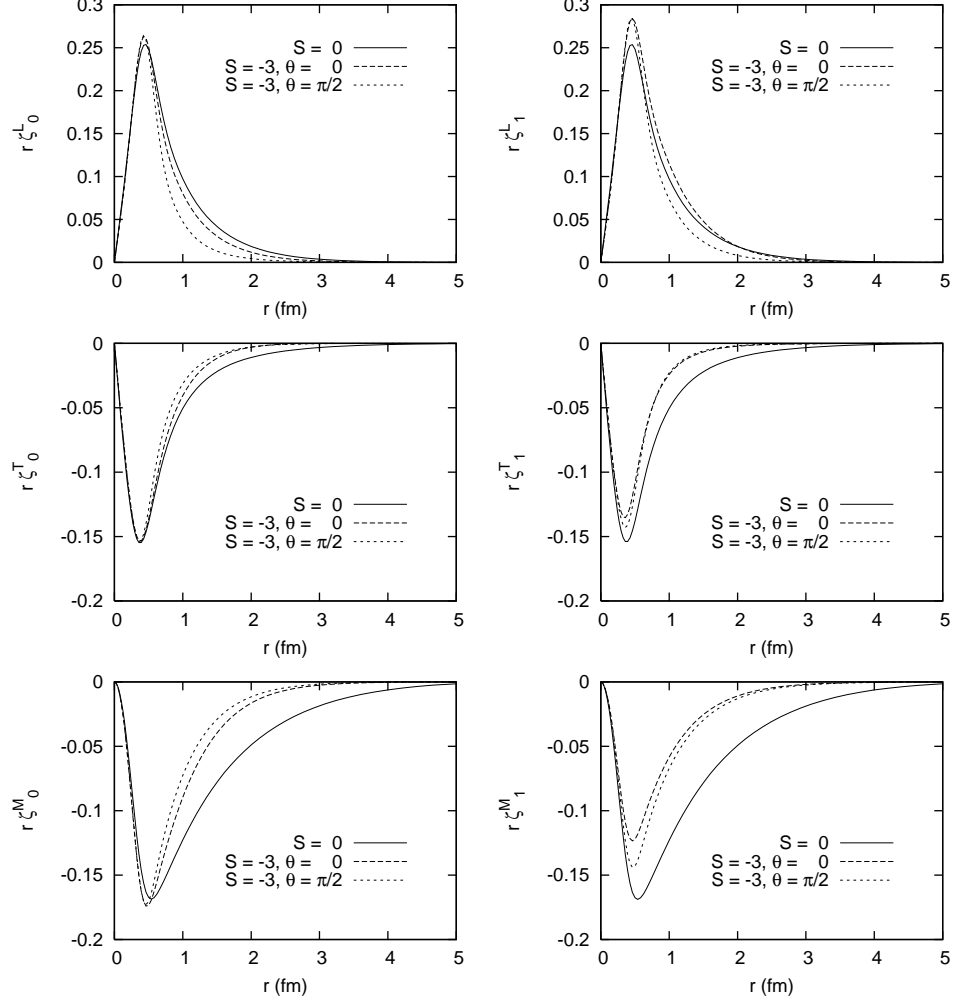 0.3
0.25
0.2
0.15
0.1
0.05
0
r ζ^L_0
S = 0
S = -3, θ = 0
S = -3, θ = π/2
0 1 2 3 4 5
r (fm)
0.3
0.25
0.2
0.15
0.1
0.05
0
r ζ^L_1
S = 0
S = -3, θ = 0
S = -3, θ = π/2
0 1 2 3 4 5
r (fm)
0
-0.05
-0.1
-0.15
-0.2
r ζ^T_0
S = 0
S = -3, θ = 0
S = -3, θ = π/2
0 1 2 3 4 5
r (fm)
0
-0.05
-0.1
-0.15
-0.2
r ζ^T_1
S = 0
S = -3, θ = 0
S = -3, θ = π/2
0 1 2 3 4 5
r (fm)
0
-0.05
-0.1
-0.15
-0.2
r ζ^M_0
S = 0
S = -3, θ = 0
S = -3, θ = π/2
0 1 2 3 4 5
r (fm)
0
-0.05
-0.1
-0.15
-0.2
r ζ^M_1
S = 0
S = -3, θ = 0
S = -3, θ = π/2
0 1 2 3 4 5
r (fm)